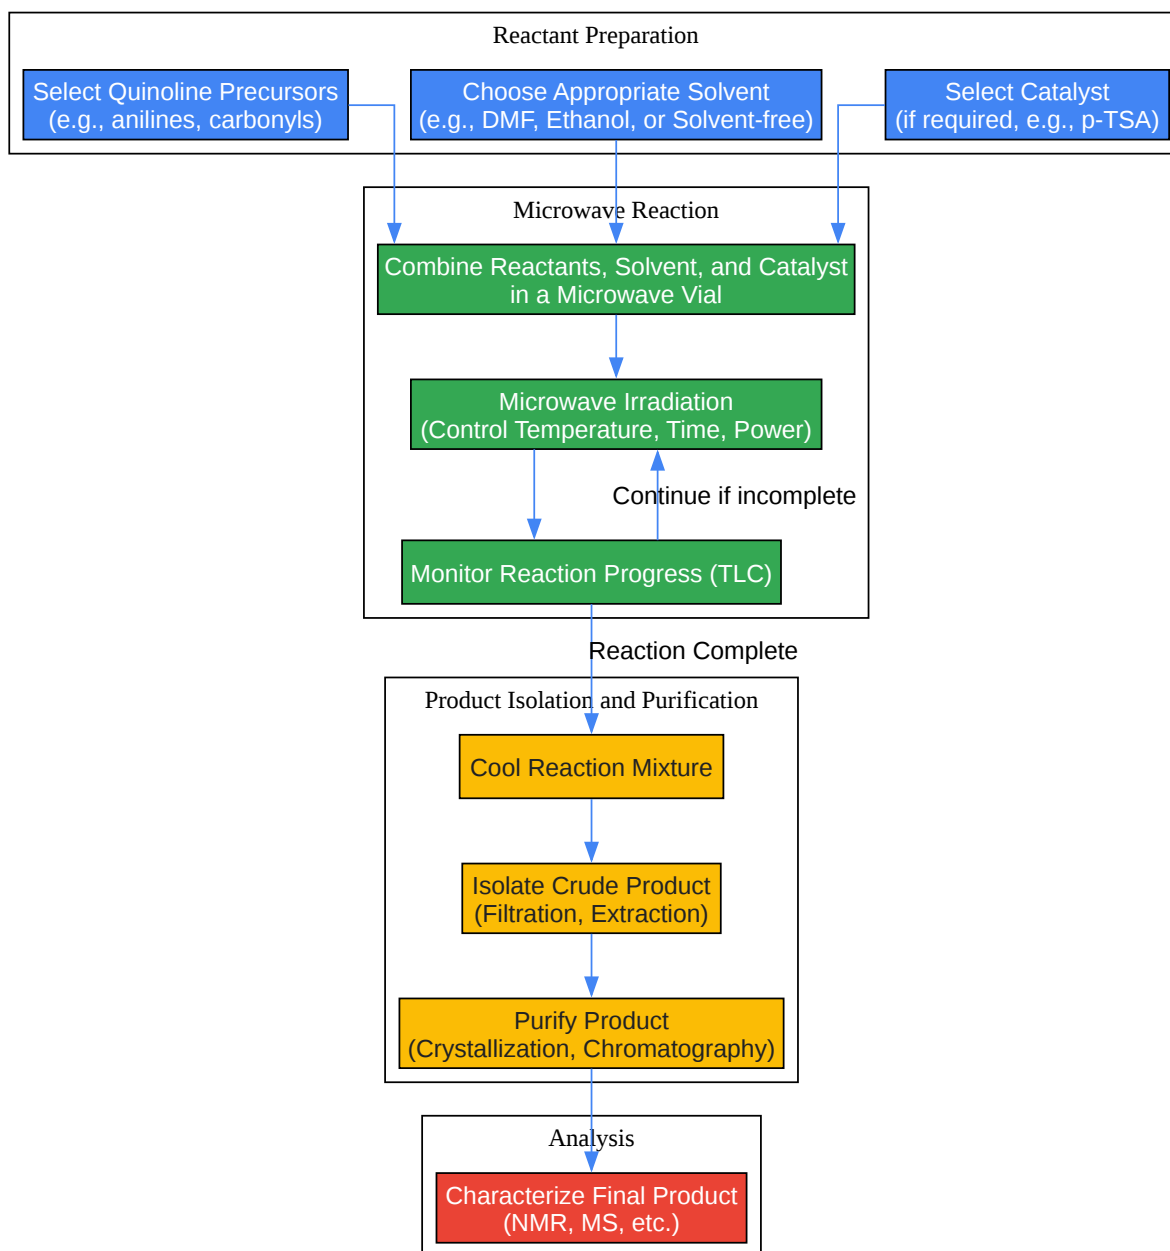 Reactant Preparation
Select Quinoline Precursors
(e.g., anilines, carbonyls)
Choose Appropriate Solvent
(e.g., DMF, Ethanol, or Solvent-free)
Select Catalyst
(if required, e.g., p-TSA)
Microwave Reaction
Combine Reactants, Solvent, and Catalyst
in a Microwave Vial
Microwave Irradiation
(Control Temperature, Time, Power)
Continue if incomplete
Monitor Reaction Progress (TLC)
Reaction Complete
Product Isolation and Purification
Cool Reaction Mixture
Isolate Crude Product
(Filtration, Extraction)
Purify Product
(Crystallization, Chromatography)
Analysis
Characterize Final Product
(NMR, MS, etc.)